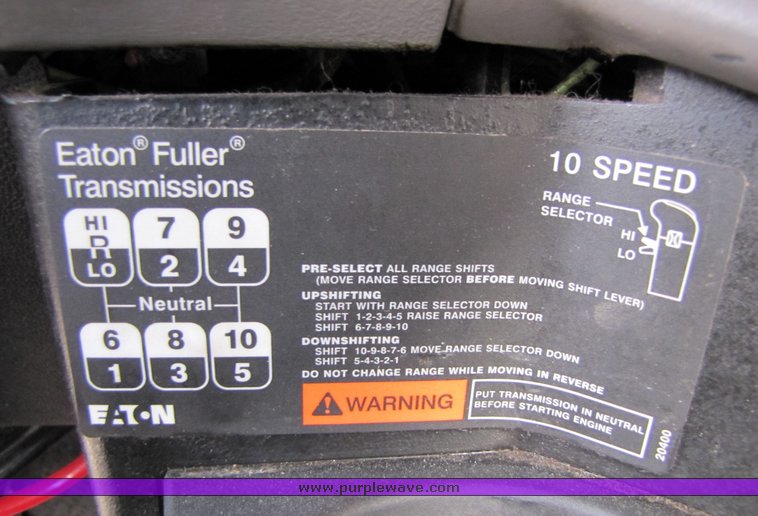 Eaton® Fuller®
Transmissions
10 SPEED
RANGE
SELECTOR
HI
LO
HI
R
LO
7
2
9
4
Neutral
6
1
8
3
10
5
PRE-SELECT ALL RANGE SHIFTS
(MOVE RANGE SELECTOR BEFORE MOVING SHIFT LEVER)
UPSHIFTING
START WITH RANGE SELECTOR DOWN
SHIFT 1-2-3-4-5 RAISE RANGE SELECTOR
SHIFT 6-7-8-9-10
DOWNSHIFTING
SHIFT 10-9-8-7-6 MOVE RANGE SELECTOR DOWN
SHIFT 5-4-3-2-1
DO NOT CHANGE RANGE WHILE MOVING IN REVERSE
WARNING
PUT TRANSMISSION IN NEUTRAL
BEFORE STARTING ENGINE
EATON
20400
www.purplewave.com